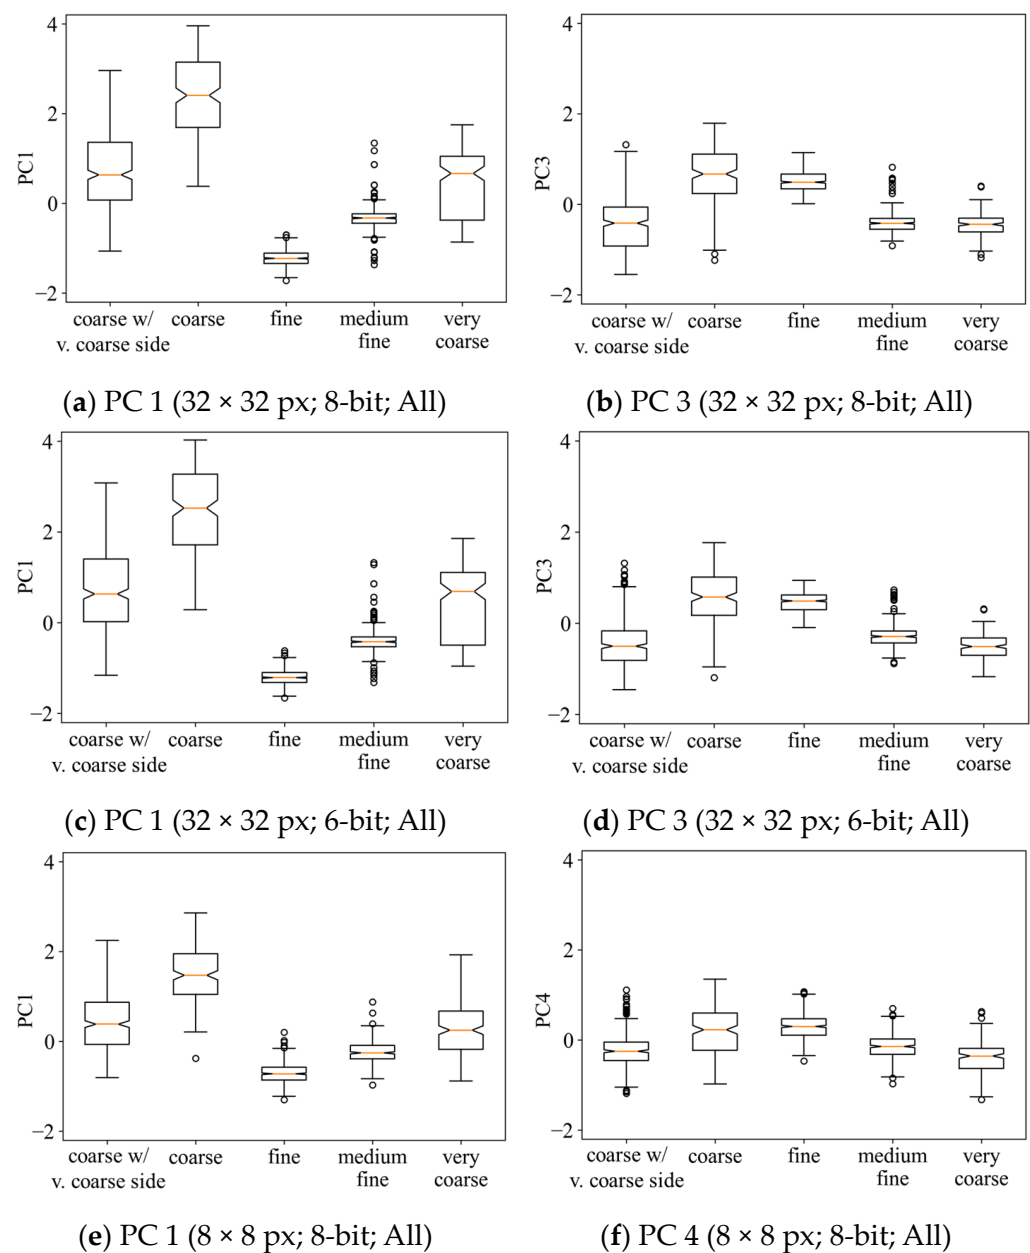 4
2
0
−2
PC1
coarse w/ v. coarse side
coarse
fine
medium fine
very coarse
(a) PC 1 (32 × 32 px; 8-bit; All)
4
2
0
−2
PC3
coarse w/ v. coarse side
coarse
fine
medium fine
very coarse
(b) PC 3 (32 × 32 px; 8-bit; All)
4
2
0
−2
PC1
coarse w/ v. coarse side
coarse
fine
medium fine
very coarse
(c) PC 1 (32 × 32 px; 6-bit; All)
4
2
0
−2
PC3
coarse w/ v. coarse side
coarse
fine
medium fine
very coarse
(d) PC 3 (32 × 32 px; 6-bit; All)
4
2
0
−2
PC1
coarse w/ v. coarse side
coarse
fine
medium fine
very coarse
(e) PC 1 (8 × 8 px; 8-bit; All)
4
2
0
−2
PC4
coarse w/ v. coarse side
coarse
fine
medium fine
very coarse
(f) PC 4 (8 × 8 px; 8-bit; All)